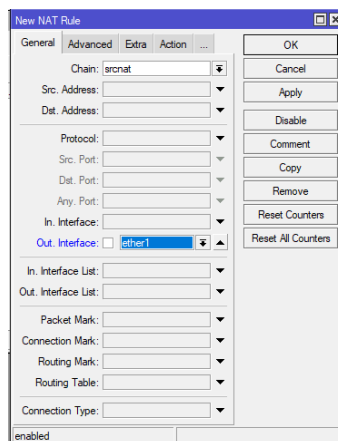 New NAT Rule
General Advanced Extra Action ...
OK
Chain: srcnat
Cancel
Src. Address:
Apply
Dst. Address:
Disable
Protocol:
Comment
Src. Port:
Copy
Dst. Port:
Remove
Any. Port:
Reset Counters
In. Interface:
Reset All Counters
Out. Interface: ether1
In. Interface List:
Out. Interface List:
Packet Mark:
Connection Mark:
Routing Mark:
Routing Table:
Connection Type:
enabled